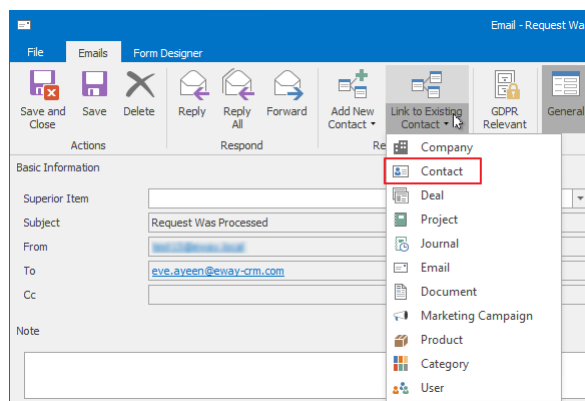 Email - Request Wa
File Emails Form Designer
Save and Close Save Delete Reply Reply All Forward Add New Contact Link to Existing Contact GDPR Relevant General
Actions Respond Re
Basic Information
Superior Item
Subject Request Was Processed
From
To eve.ayeen@eway-crm.com
Cc
Note
Company
Contact
Deal
Project
Journal
Email
Document
Marketing Campaign
Product
Category
User